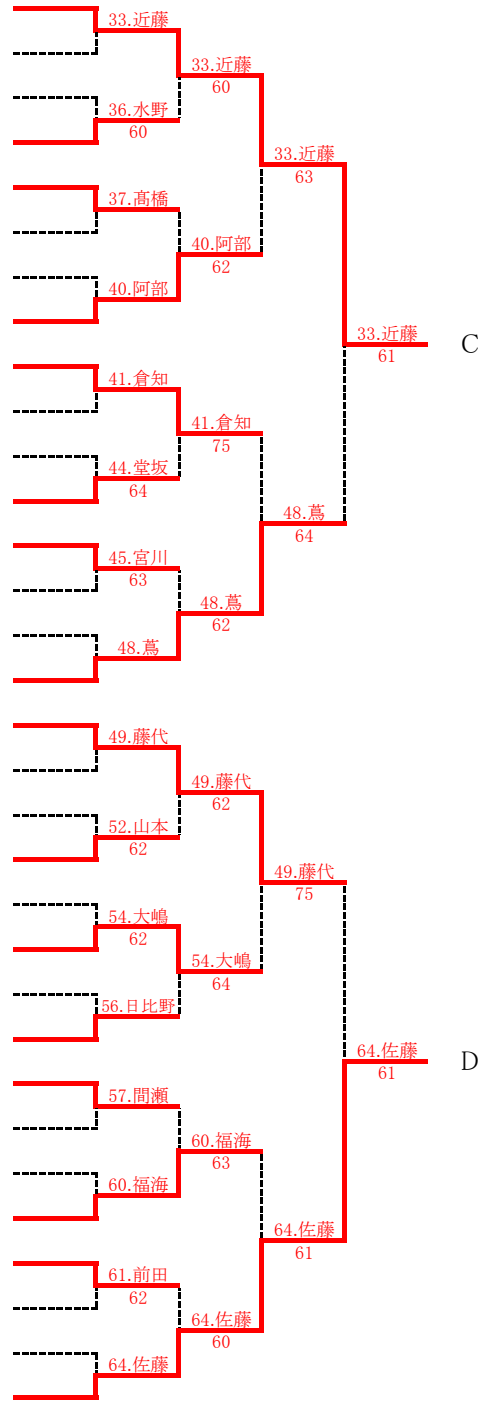 33.近藤
33.近藤
60
36.水野
60
33.近藤
63
37.髙橋
40.阿部
62
40.阿部
33.近藤
61
C
41.倉知
41.倉知
75
44.堂坂
64
48.蔦
64
45.宮川
63
48.蔦
62
48.蔦
49.藤代
49.藤代
62
52.山本
62
49.藤代
75
54.大嶋
62
54.大嶋
64
56.日比野
64.佐藤
61
D
57.間瀬
60.福海
63
60.福海
64.佐藤
61
61.前田
62
64.佐藤
60
64.佐藤